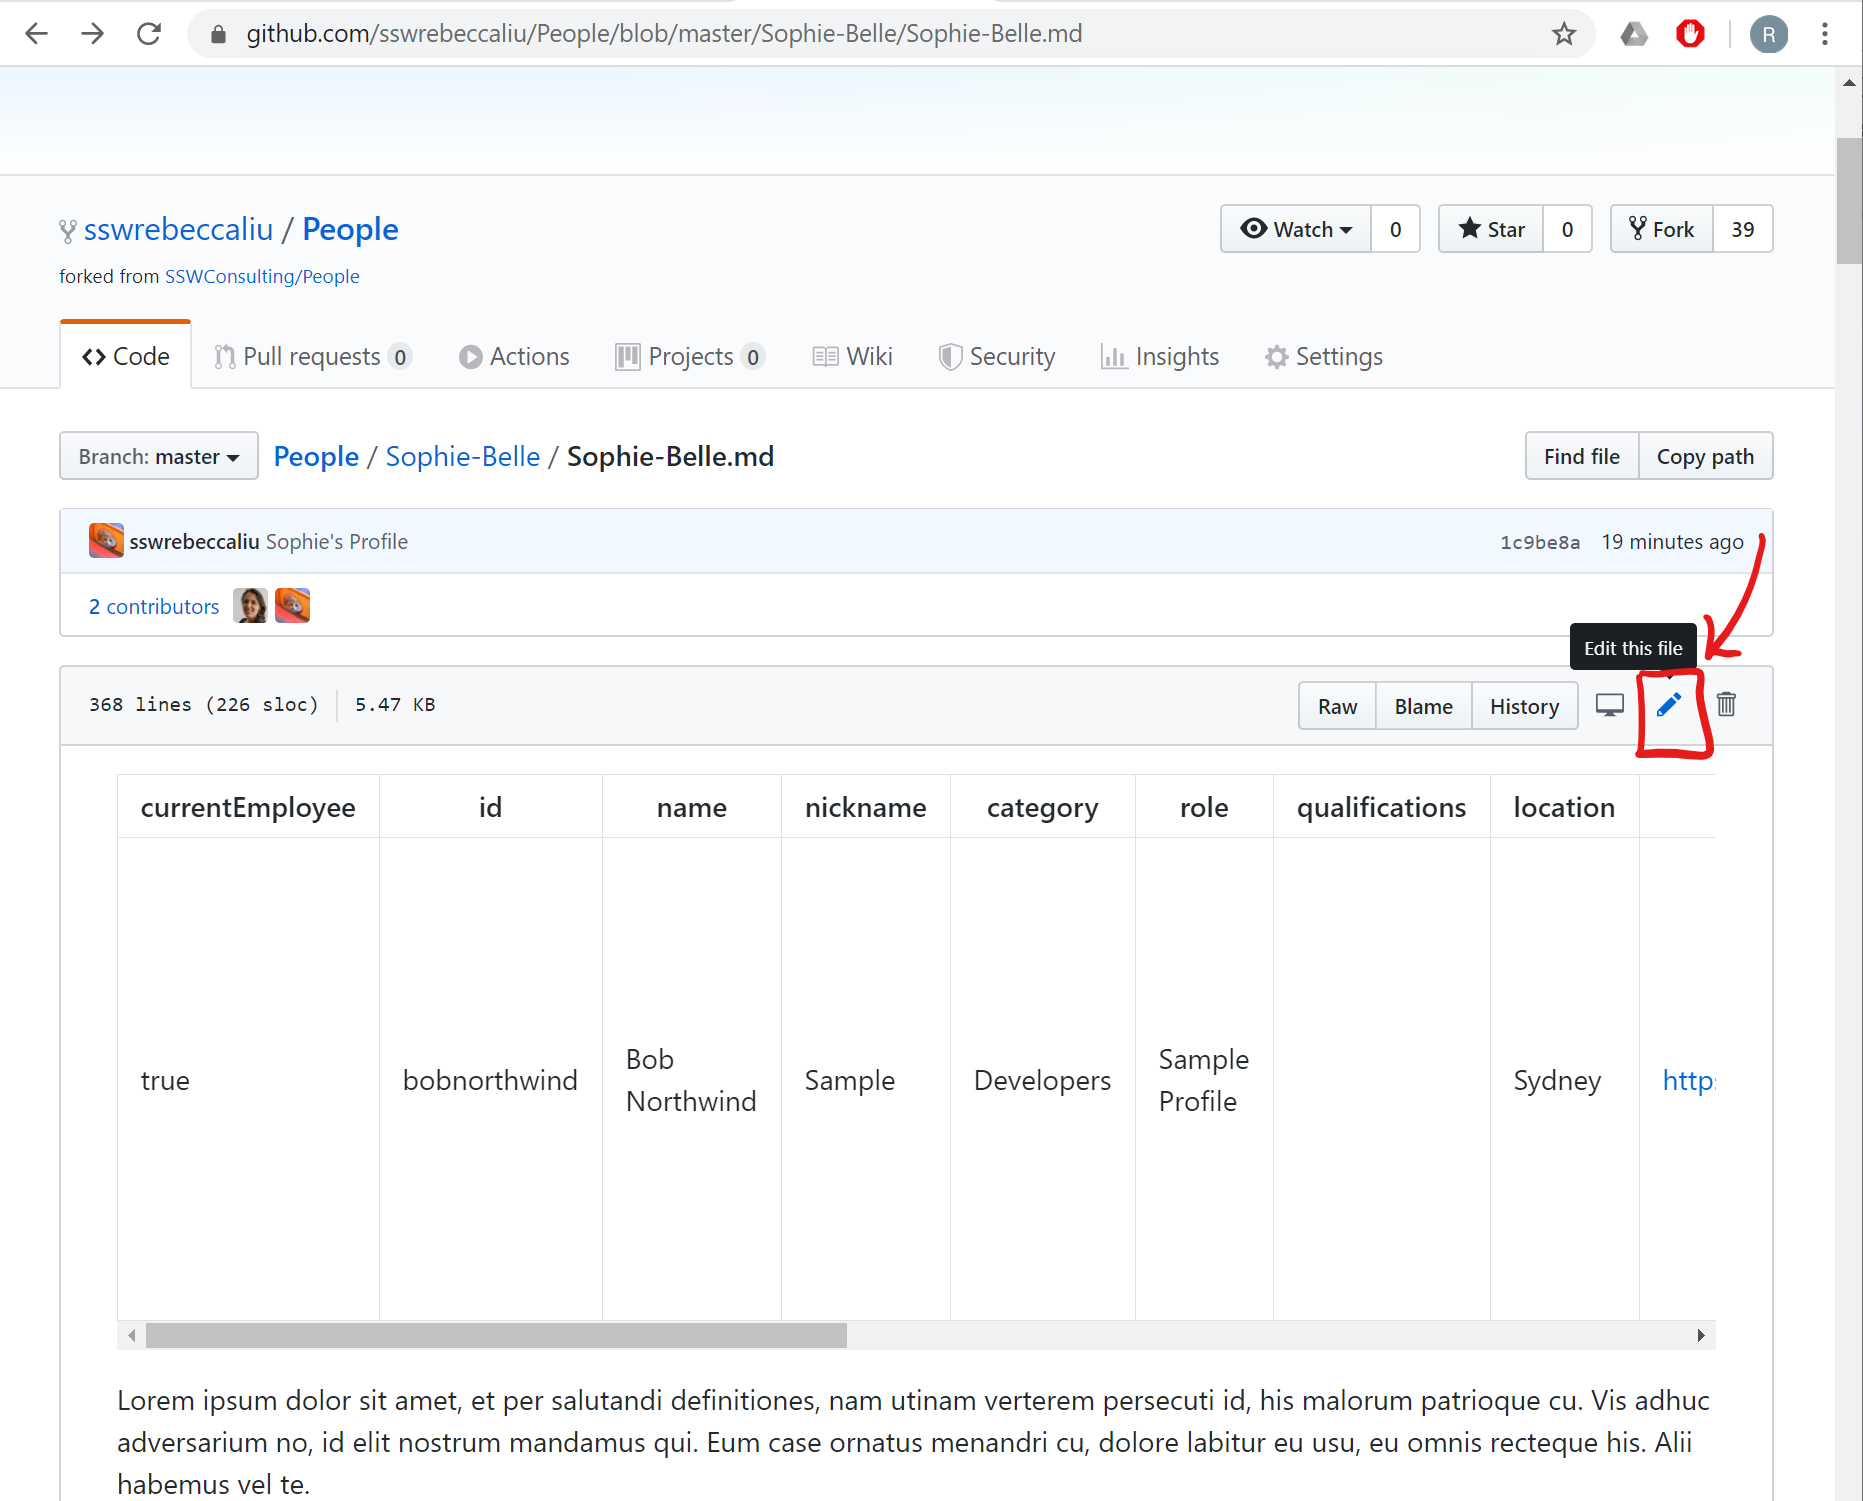 github.com/sswrebeccaliu/People/blob/master/Sophie-Belle/Sophie-Belle.md
R
sswrebeccaliu / People
Watch 0
Star 0
Fork 39
forked from SSWConsulting/People
Code
Pull requests 0
Actions
Projects 0
Wiki
Security
Insights
Settings
Branch: master
People / Sophie-Belle / Sophie-Belle.md
Find file
Copy path
sswrebeccaliu Sophie's Profile
1c9be8a 19 minutes ago
2 contributors
Edit this file
368 lines (226 sloc) 5.47 KB
Raw
Blame
History
currentEmployee id name nickname category role qualifications location
true bobnorthwind Bob Northwind Sample Developers Sample Profile Sydney https
Lorem ipsum dolor sit amet, et per salutandi definitiones, nam utinam verterem persecuti id, his malorum patrioque cu. Vis adhuc
adversarium no, id elit nostrum mandamus qui. Eum case ornatus menandri cu, dolore labitur eu usu, eu omnis recteque his. Alii
habemus vel te.